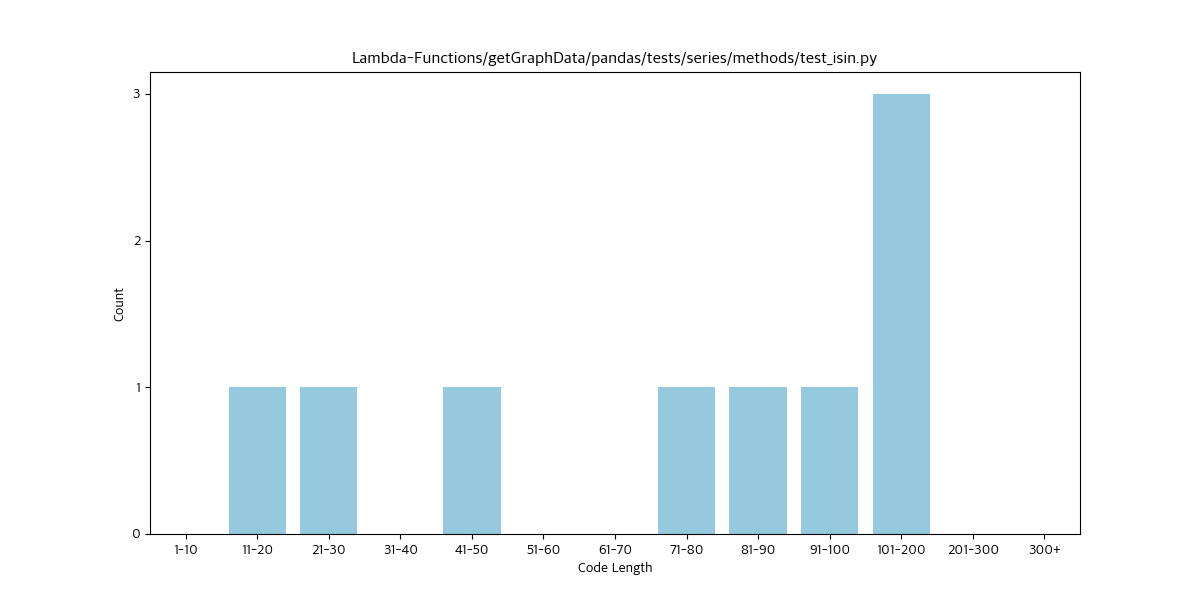 Lambda-Functions/getGraphData/pandas/tests/series/methods/test_isin.py
3
2
1
0
Count
1-10 11-20 21-30 31-40 41-50 51-60 61-70 71-80 81-90 91-100 101-200 201-300 300+
Code Length